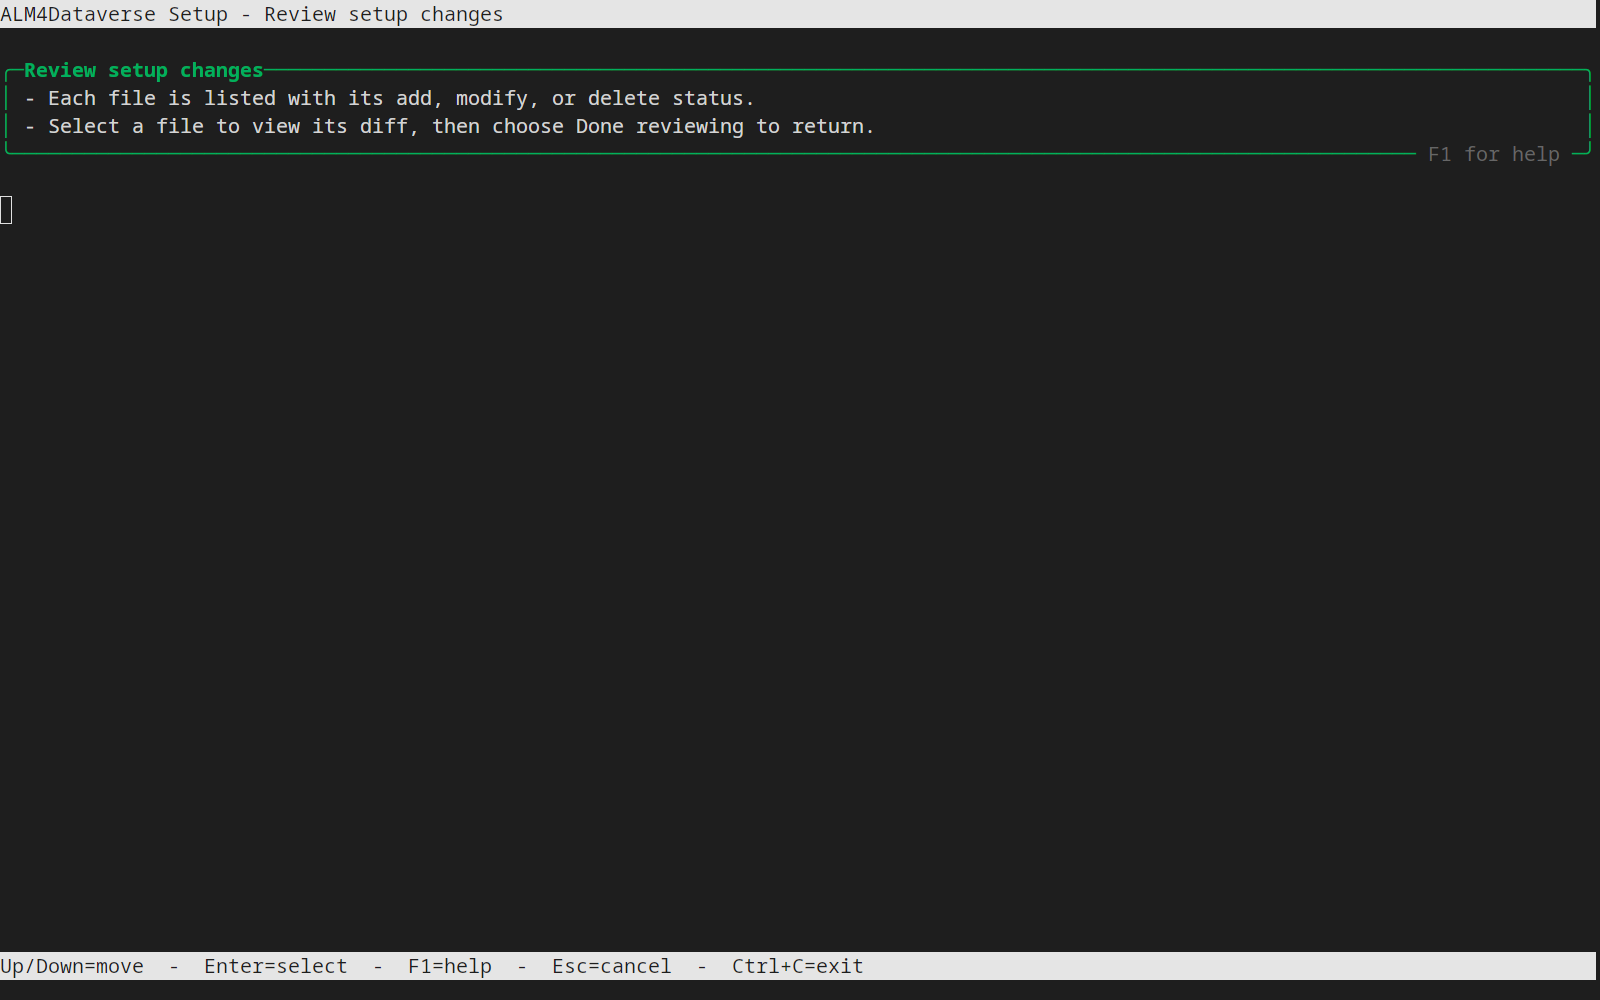 ALM4Dataverse Setup - Review setup changes
Review setup changes
- Each file is listed with its add, modify, or delete status.
- Select a file to view its diff, then choose Done reviewing to return.
F1 for help
Up/Down=move  -  Enter=select  -  F1=help  -  Esc=cancel  -  Ctrl+C=exit